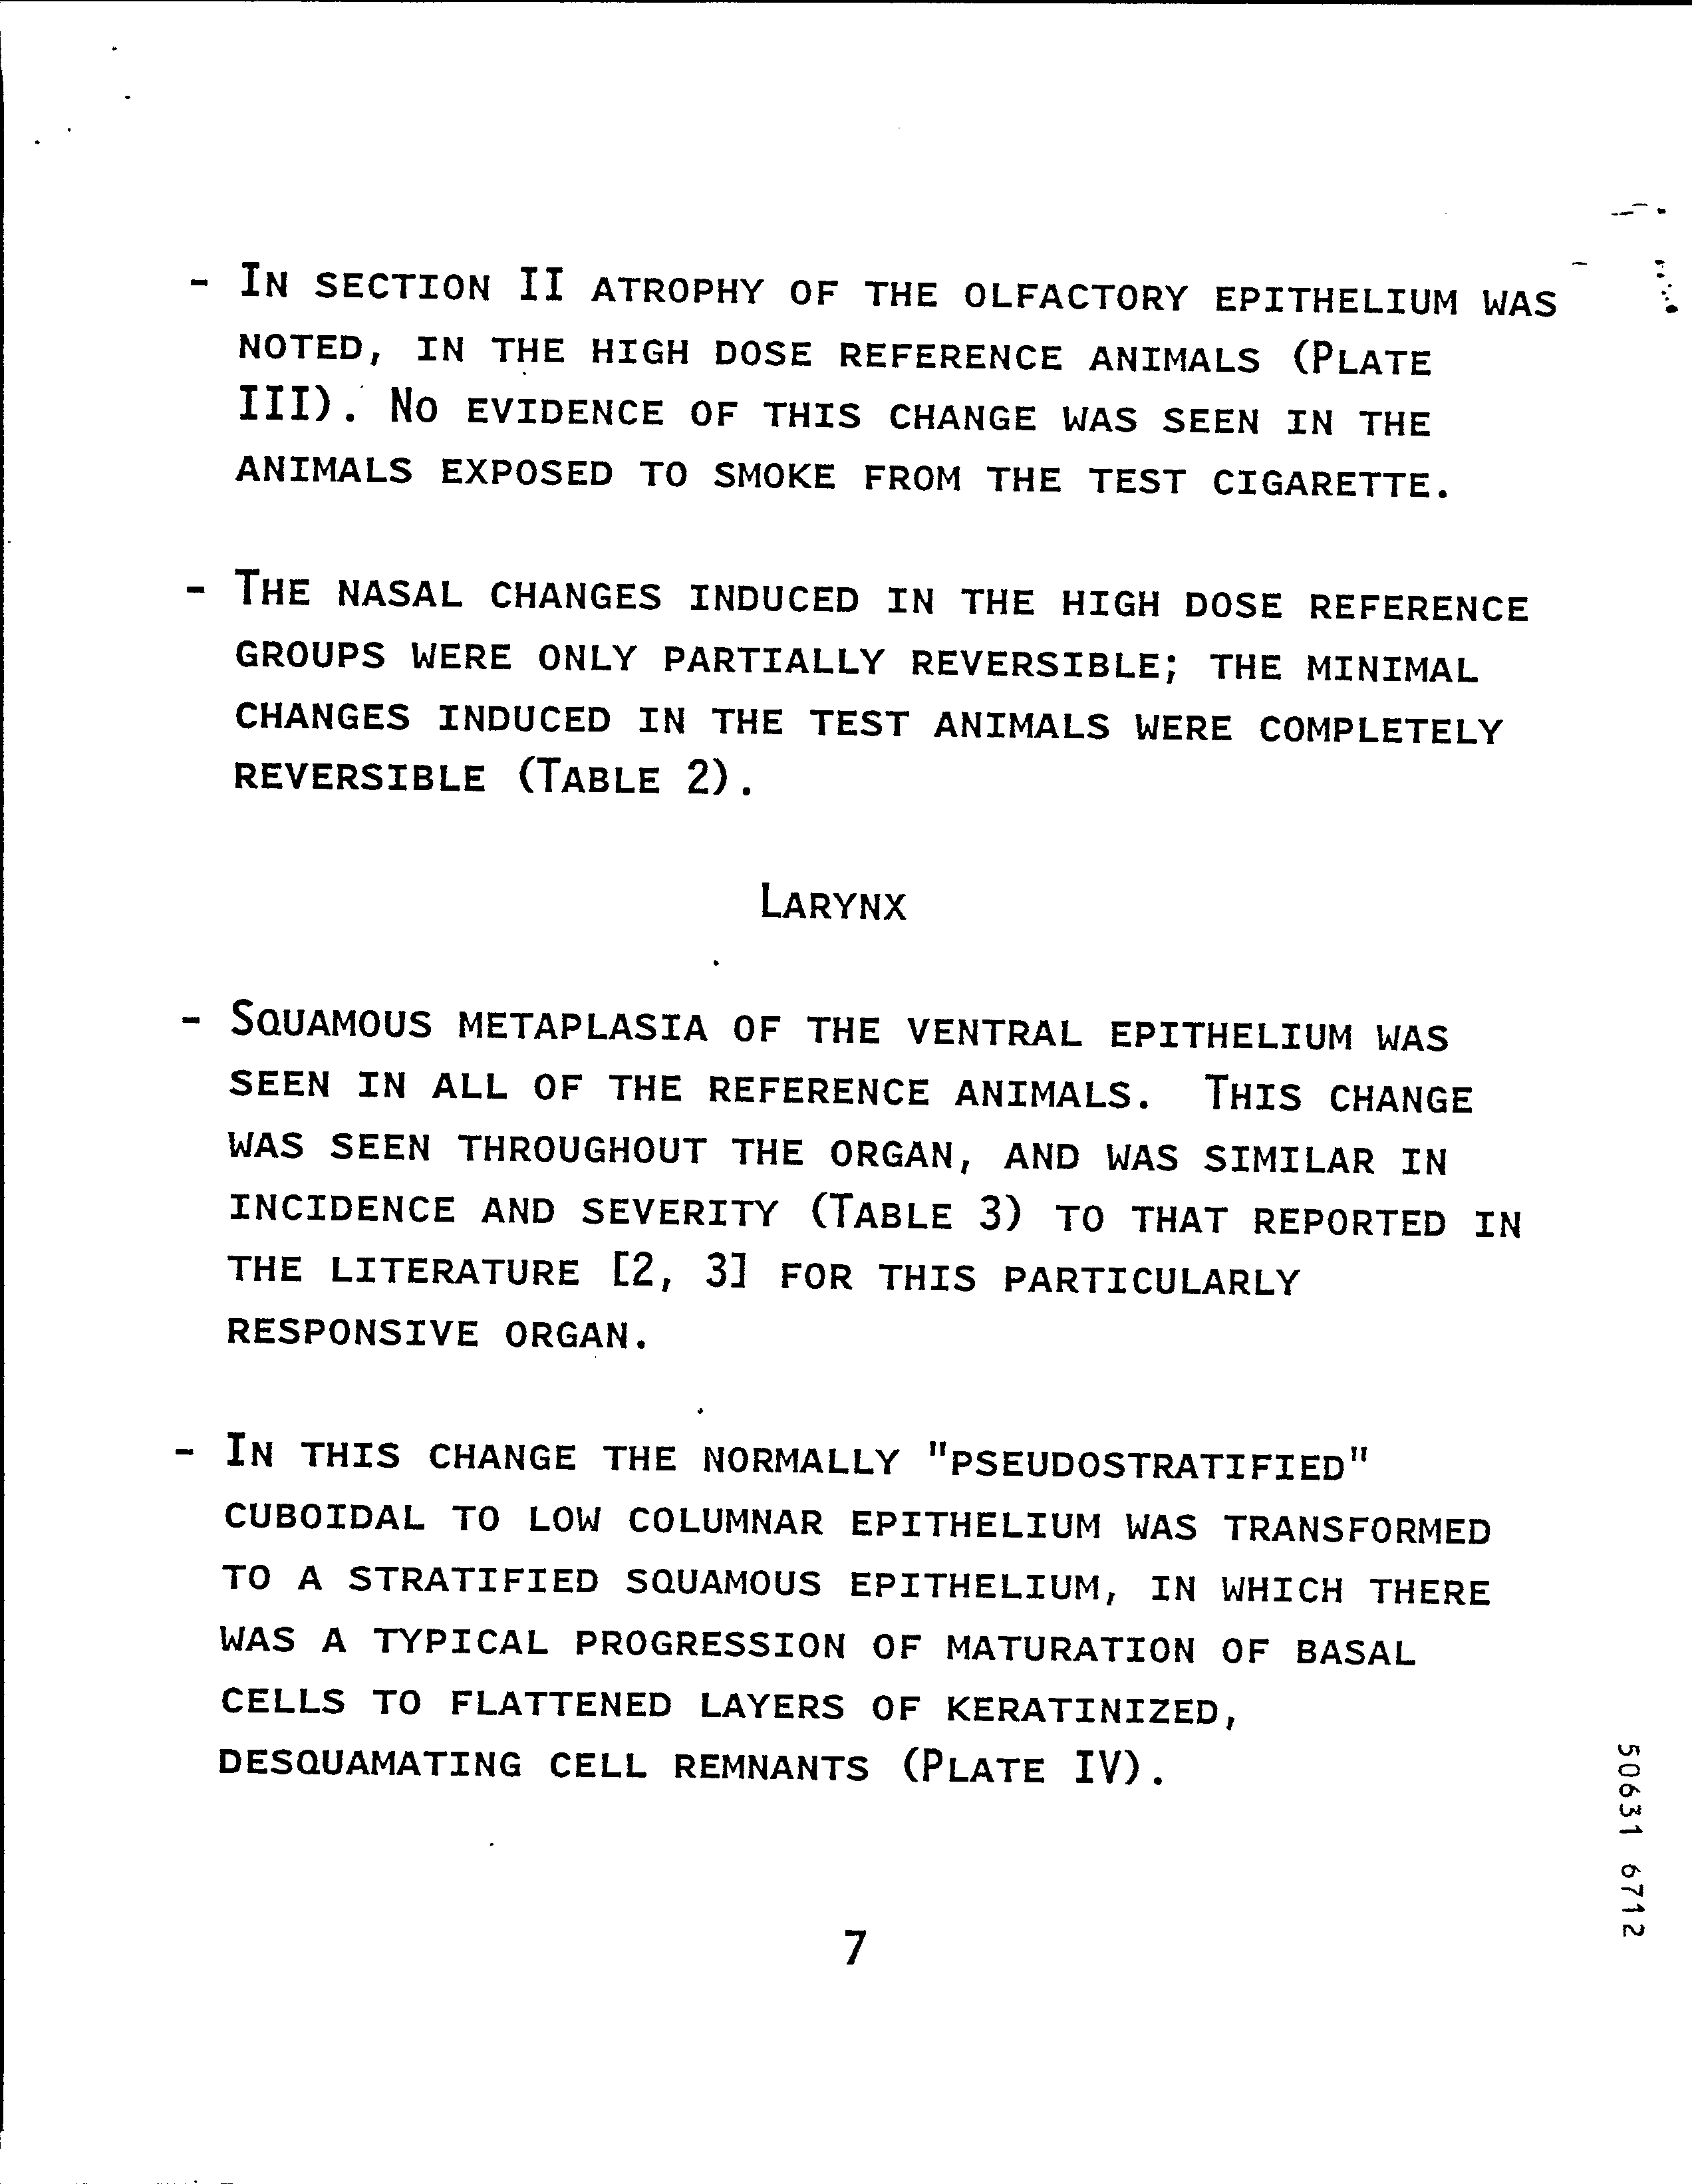 - In section II atrophy of the olfactory epithelium was
noted, in the high dose reference animals (Plate
III). No evidence of this change was seen in the
animals exposed to smoke from the test cigarette.
- The nasal changes induced in the high dose reference
groups were only partially reversible; the minimal
changes induced in the test animals were completely
reversible (Table 2).
Larynx
- Squamous metaplasia of the ventral epithelium was
seen in all of the reference animals. This change
was seen throughout the organ, and was similar in
incidence and severity (Table 3) to that reported in
the literature [2, 3] for this particularly
responsive organ.
- In this change the normally "pseudostratified"
cuboidal to low columnar epithelium was transformed
to a stratified squamous epithelium, in which there
was a typical progression of maturation of basal
cells to flattened layers of keratinized,
desquamating cell remnants (Plate IV).
50631 6712
7